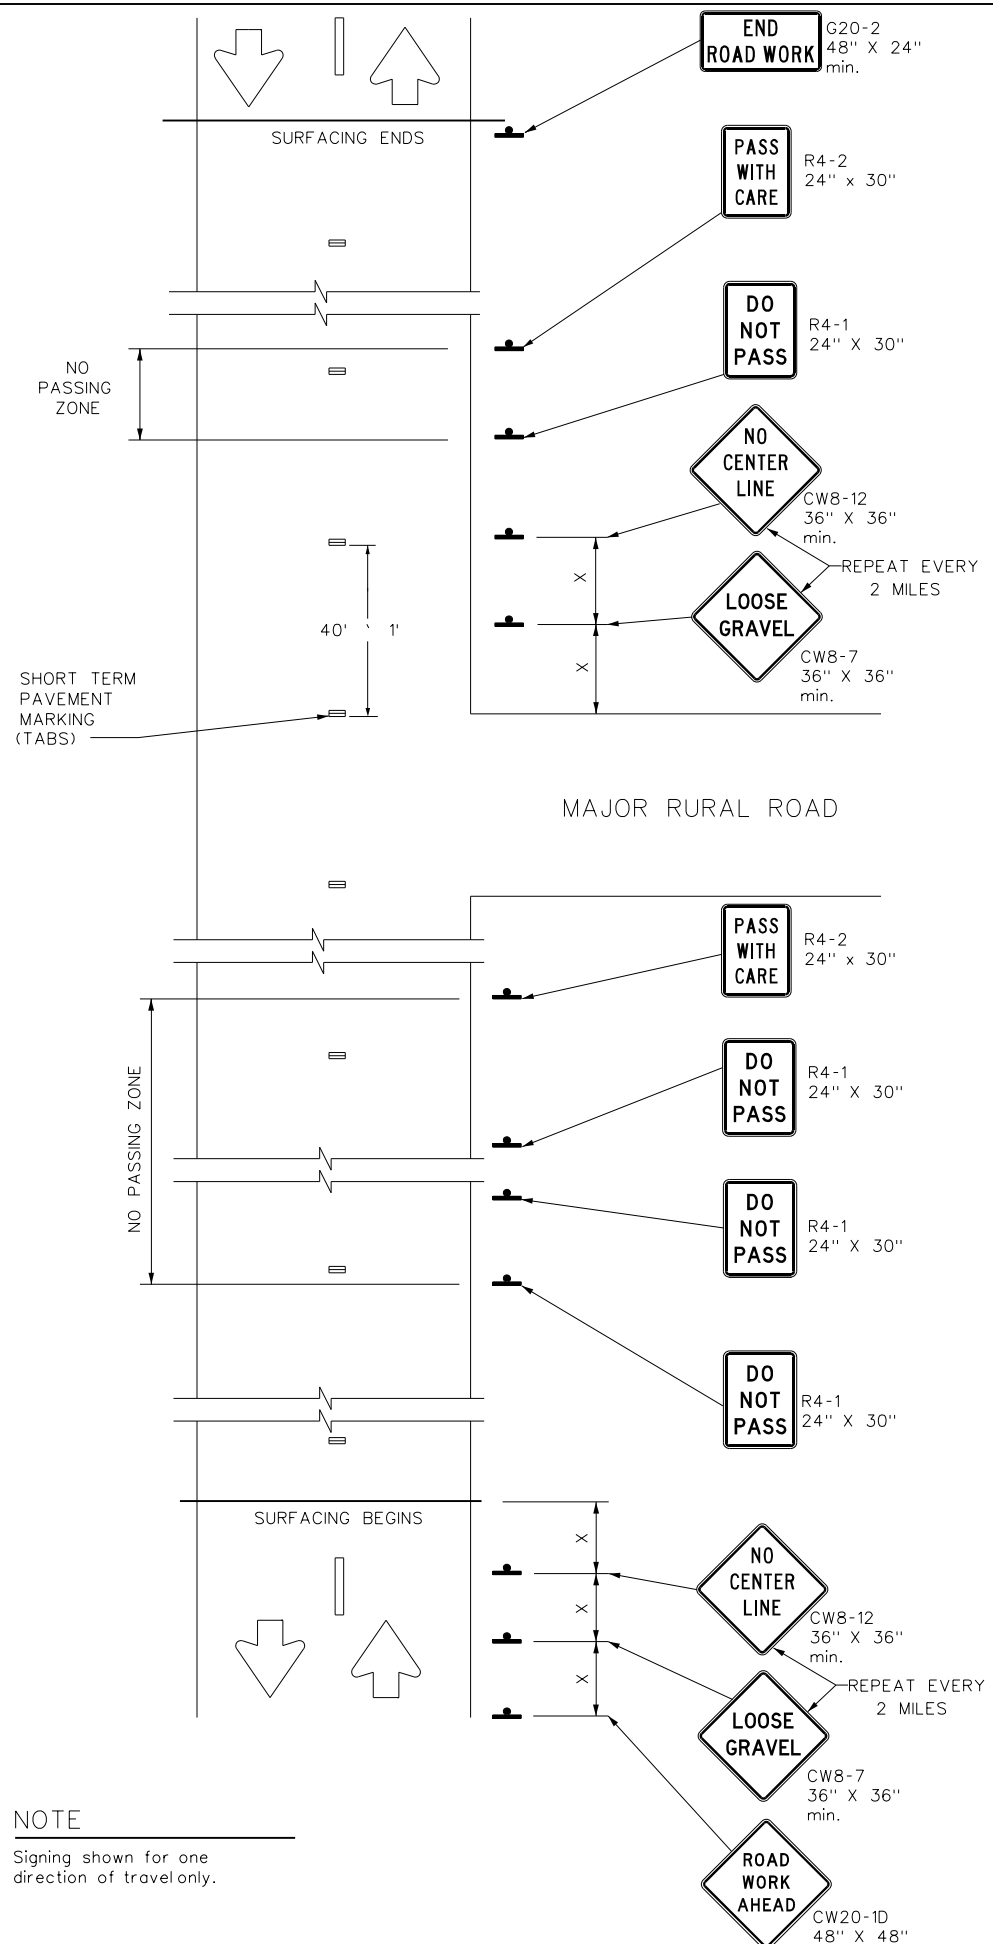 END
ROAD WORK
G20-2
48" X 24"
min.
SURFACING ENDS
PASS
WITH
CARE
R4-2
24" x 30"
DO
NOT
PASS
R4-1
24" X 30"
NO
PASSING
ZONE
NO
CENTER
LINE
CW8-12
36" X 36"
min.
REPEAT EVERY
2 MILES
X
LOOSE
GRAVEL
CW8-7
36" X 36"
min.
X
40' 1'
SHORT TERM
PAVEMENT
MARKING
(TABS)
MAJOR RURAL ROAD
PASS
WITH
CARE
R4-2
24" x 30"
NO PASSING ZONE
DO
NOT
PASS
R4-1
24" X 30"
DO
NOT
PASS
R4-1
24" X 30"
DO
NOT
PASS
R4-1
24" X 30"
SURFACING BEGINS
X
NO
CENTER
LINE
CW8-12
36" X 36"
min.
X
REPEAT EVERY
2 MILES
X
LOOSE
GRAVEL
CW8-7
36" X 36"
min.
ROAD
WORK
AHEAD
CW20-1D
48" X 48"
NOTE
Signing shown for one
direction of travel only.